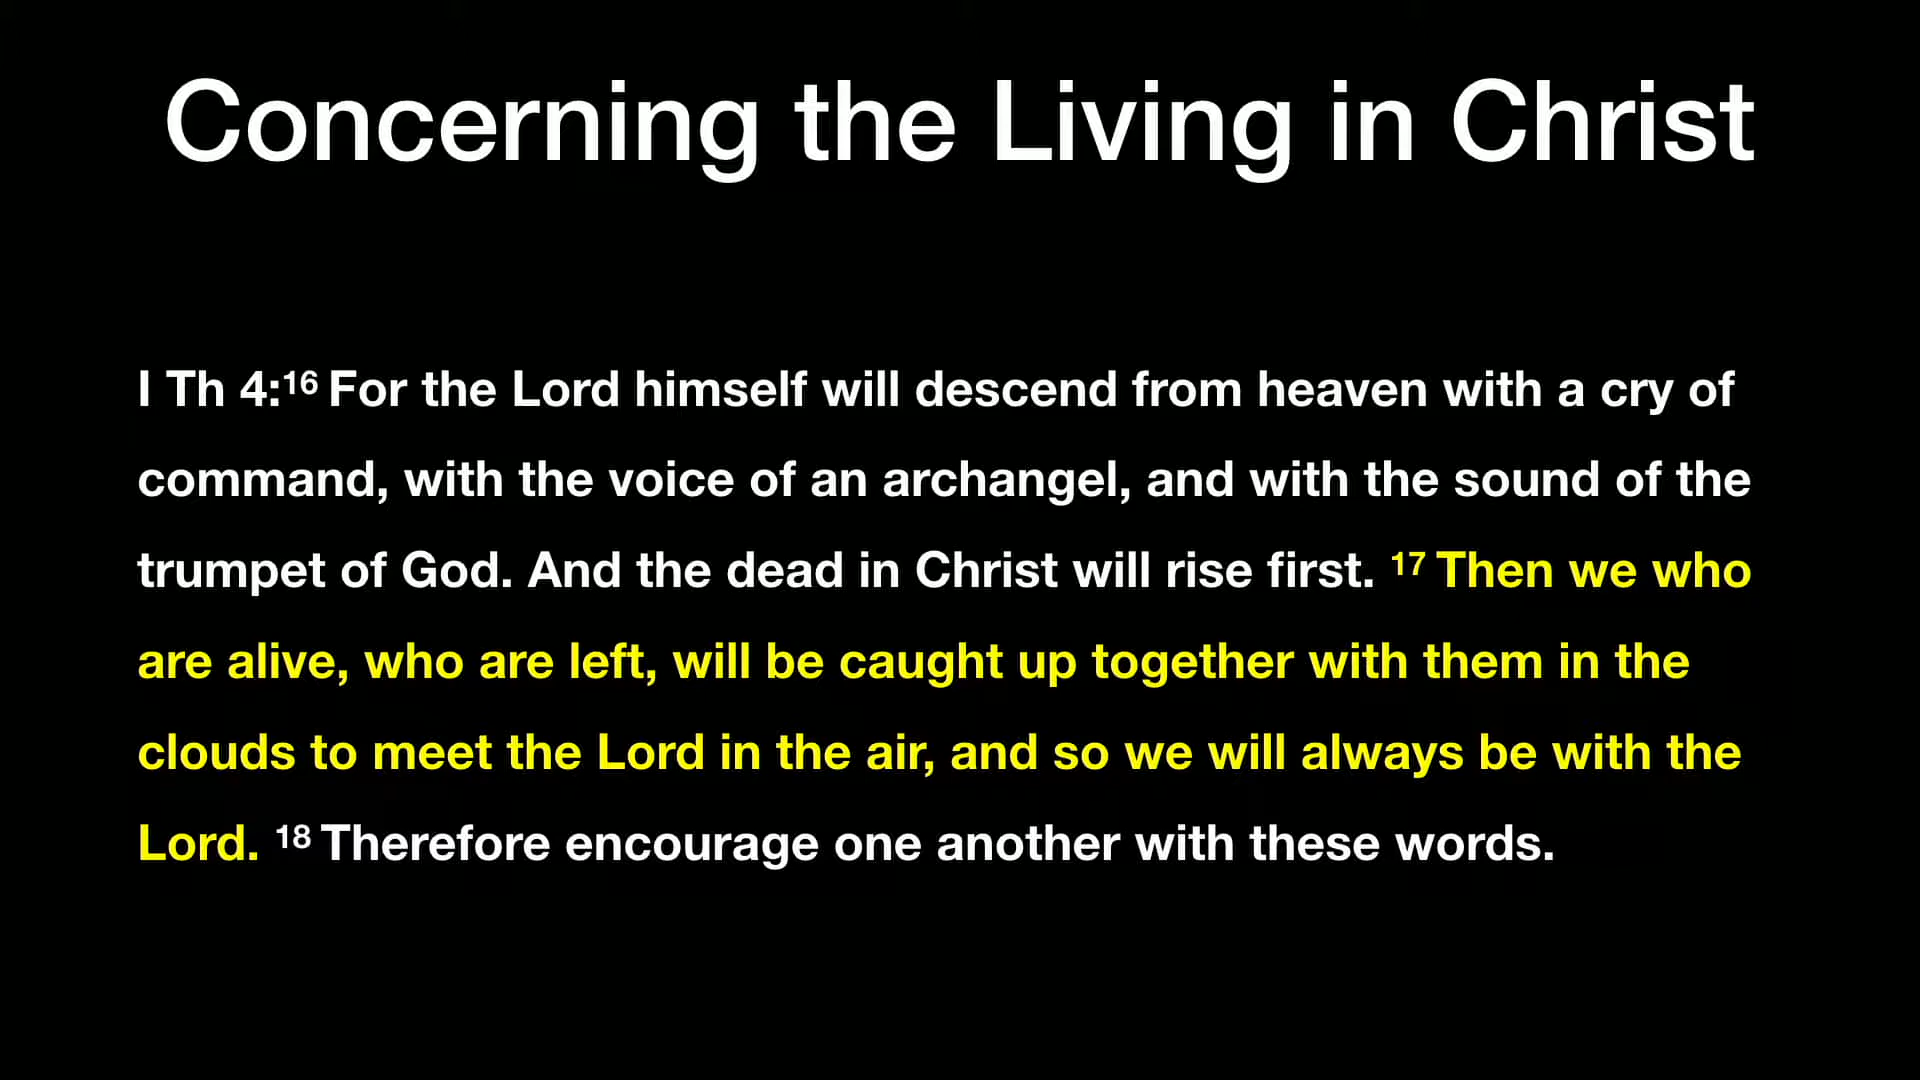 Concerning the Living in Christ
I Th 4:16 For the Lord himself will descend from heaven with a cry of
command, with the voice of an archangel, and with the sound of the
trumpet of God. And the dead in Christ will rise first. 17 Then we who
are alive, who are left, will be caught up together with them in the
clouds to meet the Lord in the air, and so we will always be with the
Lord. 18 Therefore encourage one another with these words.